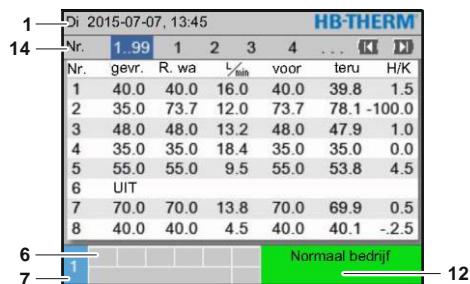 1 Di 2015-07-07, 13:45 HB-THERM
14 Nr. 1..99 1 2 3 4 ...
Nr. gevr. R. wa L/min voor teru H/K
1 40.0 40.0 16.0 40.0 39.8 1.5
2 35.0 73.7 12.0 73.7 78.1 -100.0
3 48.0 48.0 13.2 48.0 47.9 1.0
4 35.0 35.0 18.4 35.0 35.0 0.0
5 55.0 55.0 9.5 55.0 53.8 4.5
6 UIT
7 70.0 70.0 13.8 70.0 69.9 0.5
8 40.0 40.0 4.5 40.0 40.1 -.2.5
6 Normaal bedrijf
1
7 12